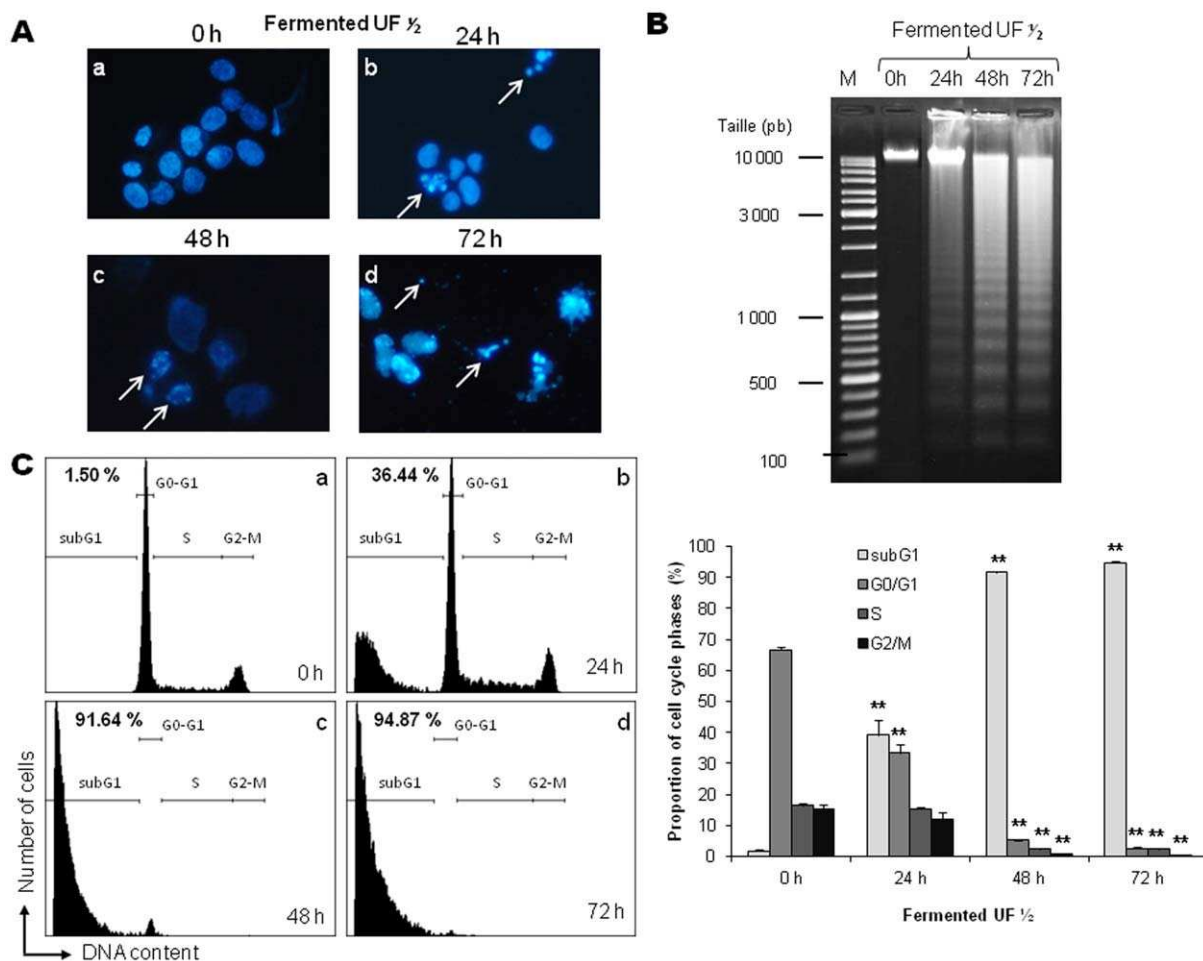 A
Fermented UF ½
0 h
24 h
a
b
48 h
72 h
c
d
B
Fermented UF ½
M 0h 24h 48h 72h
Taille (pb)
10 000
3 000
1 000
500
100
C
1.50 %
G0-G1
a
subG1
S
G2-M
0 h
36.44 %
G0-G1
b
subG1
S
G2-M
24 h
91.64 %
G0-G1
c
subG1
S
G2-M
48 h
94.87 %
G0-G1
d
subG1
S
G2-M
72 h
Number of cells
DNA content
Proportion of cell cycle phases (%)
100
90
80
70
60
50
40
30
20
10
0
subG1
G0/G1
S
G2/M
** **
** ** ** **
** ** ** **
0 h
24 h
48 h
72 h
Fermented UF ½